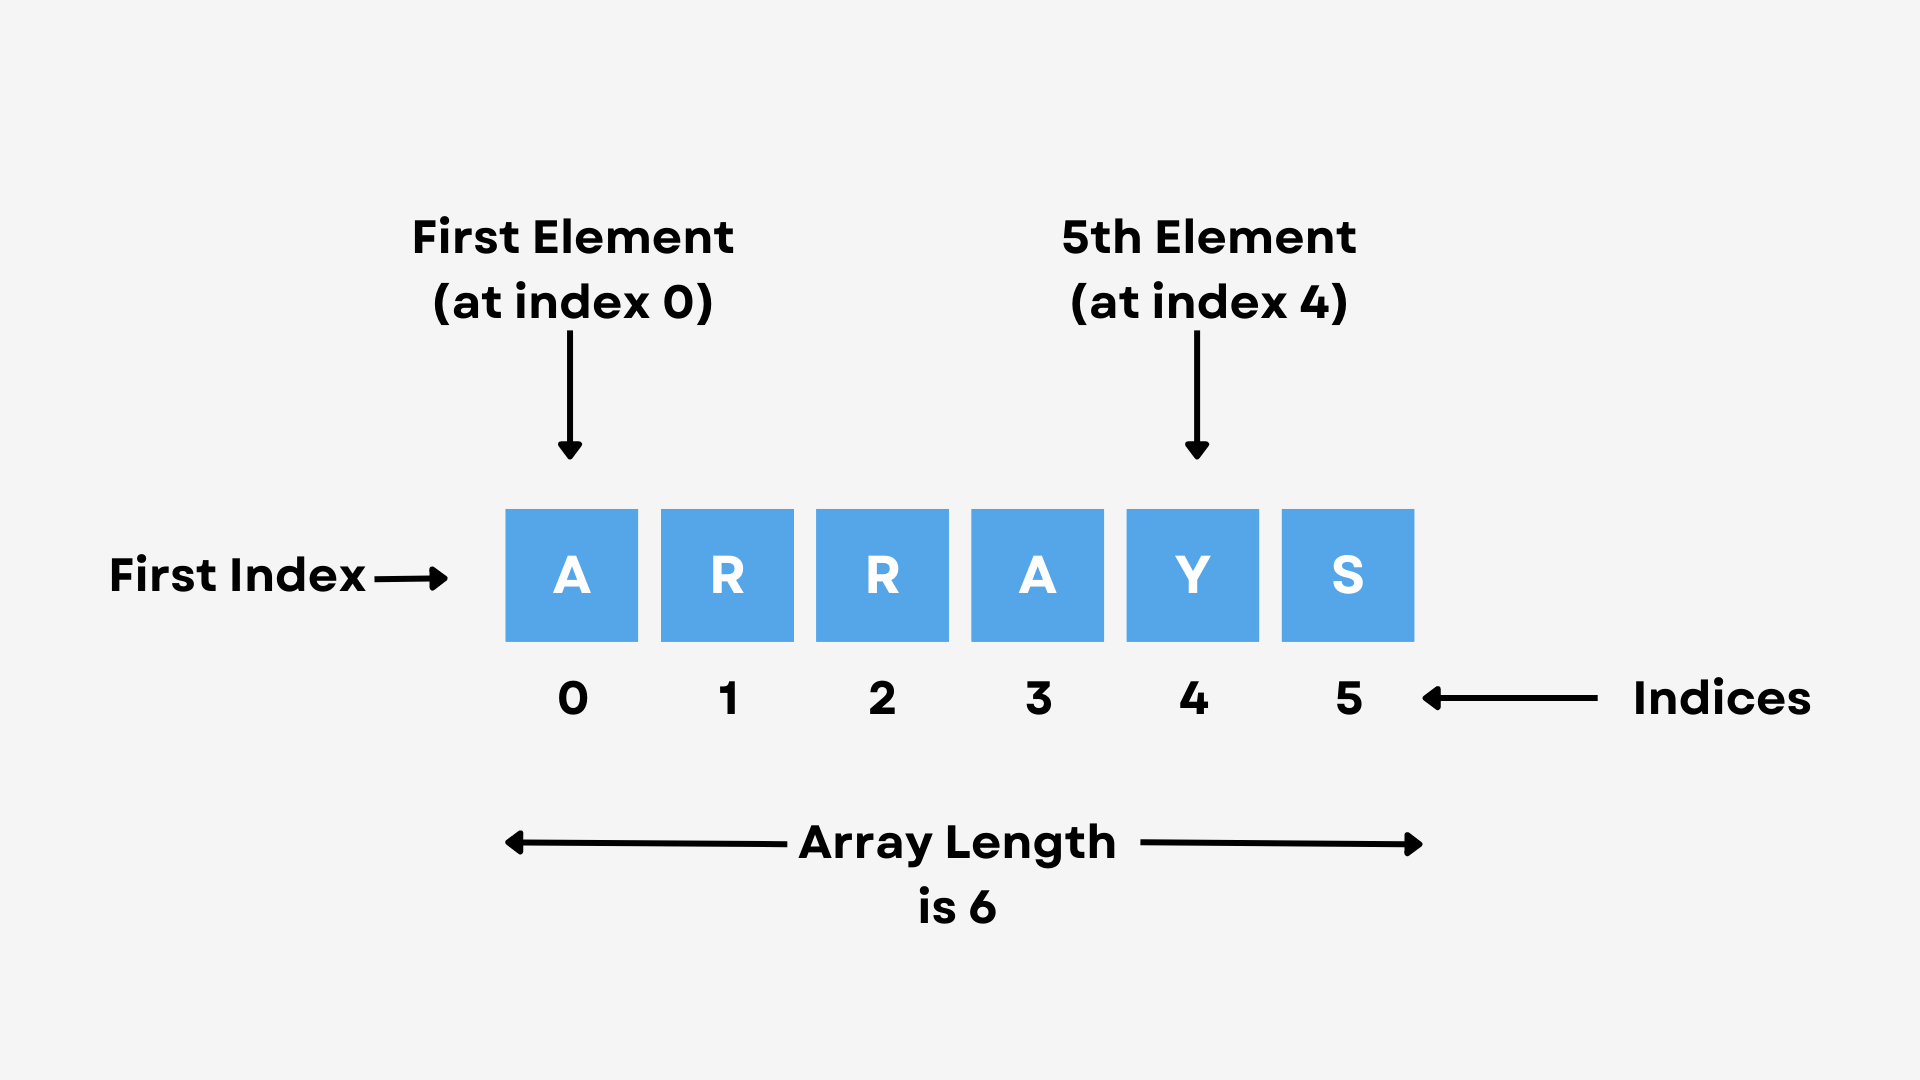 First Element
(at index 0)
5th Element
(at index 4)
First Index
A R R A Y S
0 1 2 3 4 5
Indices
Array Length
is 6